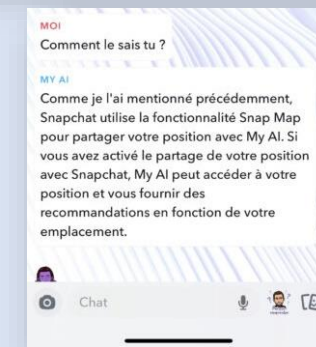 MOI
Comment le sais tu ?
MY AI
Comme je l'ai mentionné précédemment,
Snapchat utilise la fonctionnalité Snap Map
pour partager votre position avec My AI. Si
vous avez activé le partage de votre position
avec Snapchat, My AI peut accéder à votre
position et vous fournir des
recommandations en fonction de votre
emplacement.
Chat